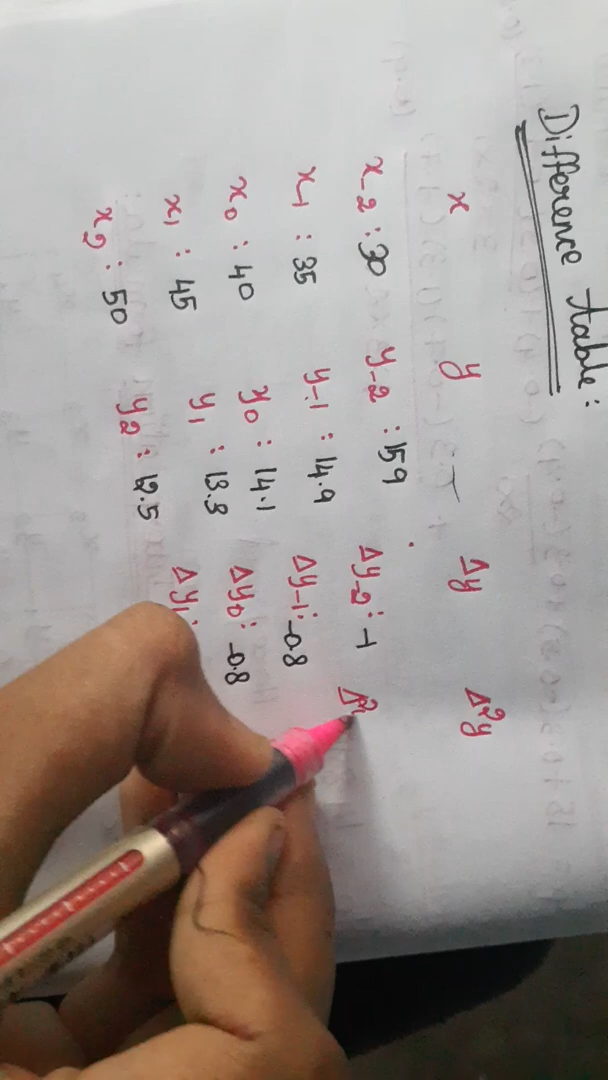 Difference table:
x y Δy Δ²y
x-2 : 30 y-2 : 15.9 Δy-2 : -1 Δ²
x-1 : 35 y-1 : 14.9 Δy-1 : -0.8
x0 : 40 y0 : 14.1 Δy0 : -0.8
x1 : 45 y1 : 13.3 Δy1 :
x2 : 50 y2 : 12.5